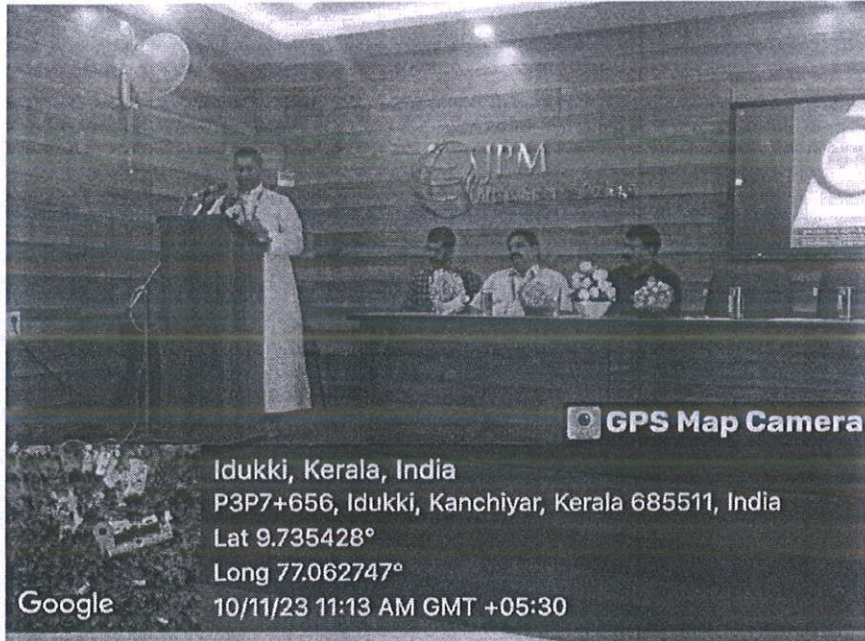 JPM
GPS Map Camera
Idukki, Kerala, India
P3P7+656, Idukki, Kanchiyar, Kerala 685511, India
Lat 9.735428°
Long 77.062747°
10/11/23 11:13 AM GMT +05:30
Google